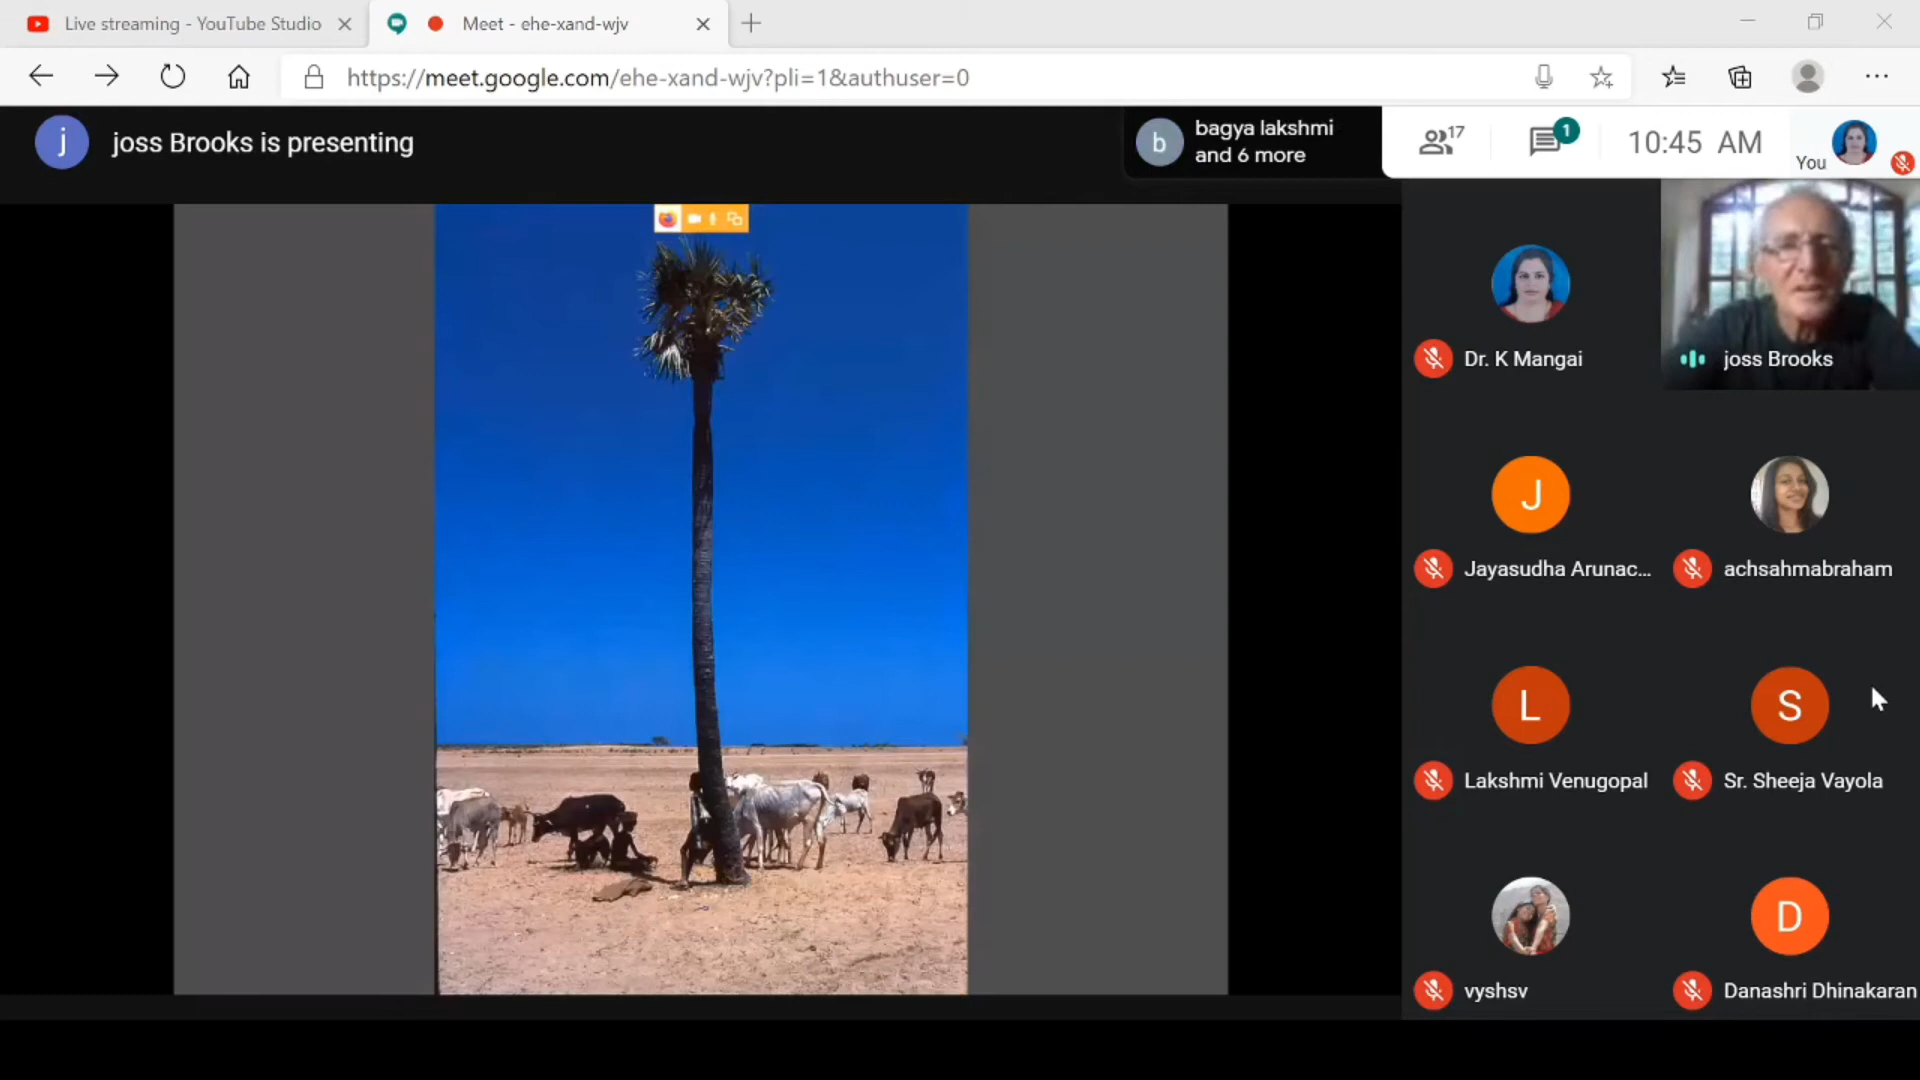 Live streaming - YouTube Studio
Meet - ehe-xand-wjv
https://meet.google.com/ehe-xand-wjv?pli=1&authuser=0
j
joss Brooks is presenting
b
bagya lakshmi
and 6 more
17
1
10:45 AM
You
Dr. K Mangai
joss Brooks
J
Jayasudha Arunac...
achsahmabraham
L
Lakshmi Venugopal
S
Sr. Sheeja Vayola
vyshsv
D
Danashri Dhinakaran